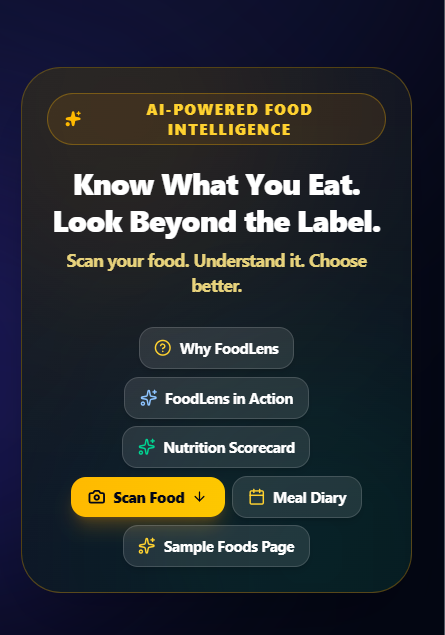 AI-POWERED FOOD
INTELLIGENCE
Know What You Eat.
Look Beyond the Label.
Scan your food. Understand it. Choose
better.
Why FoodLens
FoodLens in Action
Nutrition Scorecard
Scan Food ↓
Meal Diary
Sample Foods Page